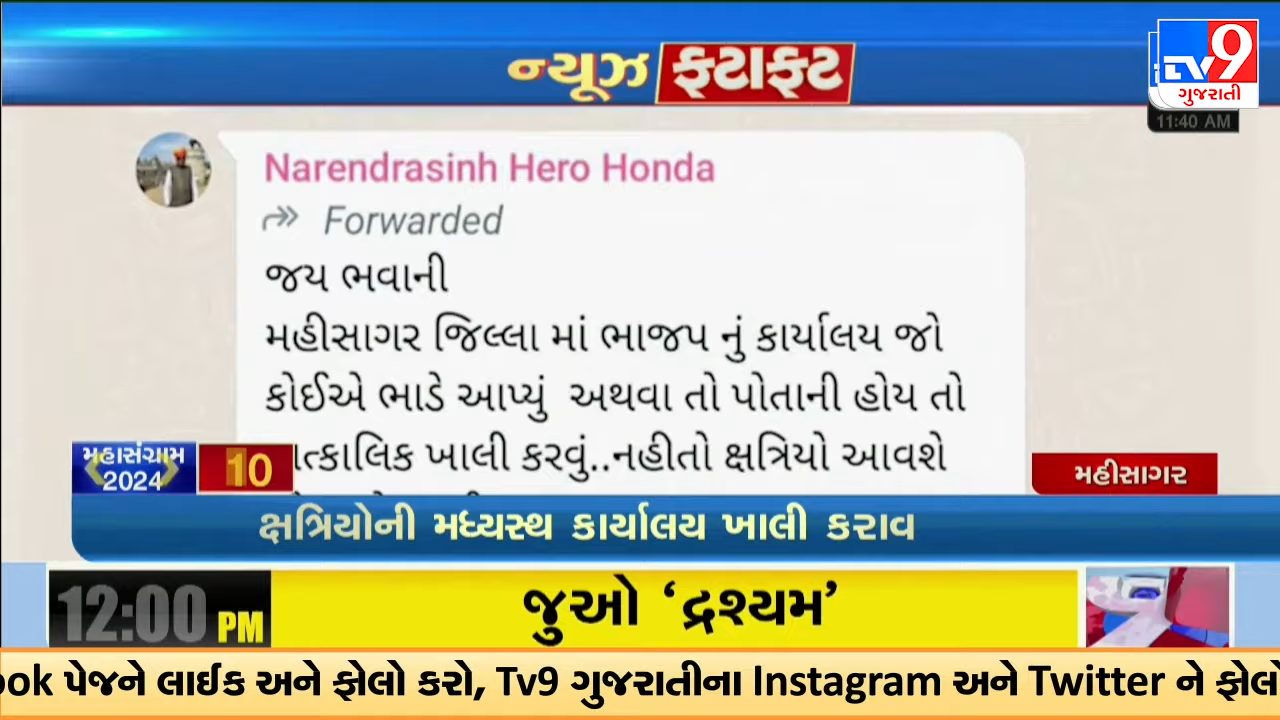 ન્યૂઝ ફટાફટ
TV9
ગુજરાતી
11:40 AM
Narendrasinh Hero Honda
Forwarded
જય ભવાની
મહીસાગર જિલ્લા માં ભાજપ નું કાર્યાલય જો
કોઈએ ભાડે આપ્યું અથવા તો પોતાની હોય તો
ખાલી કરવું..નહીતો ક્ષત્રિયો આવશે
મહાસંગ્રામ
2024
10
મહીસાગર
ક્ષત્રિયોની મધ્યસ્થ કાર્યાલય ખાલી કરાવ
12:00 PM
જુઓ ‘દ્રશ્યમ’
ook પેજને લાઈક અને ફોલો કરો, Tv9 ગુજરાતીના Instagram અને Twitter ને ફોલ